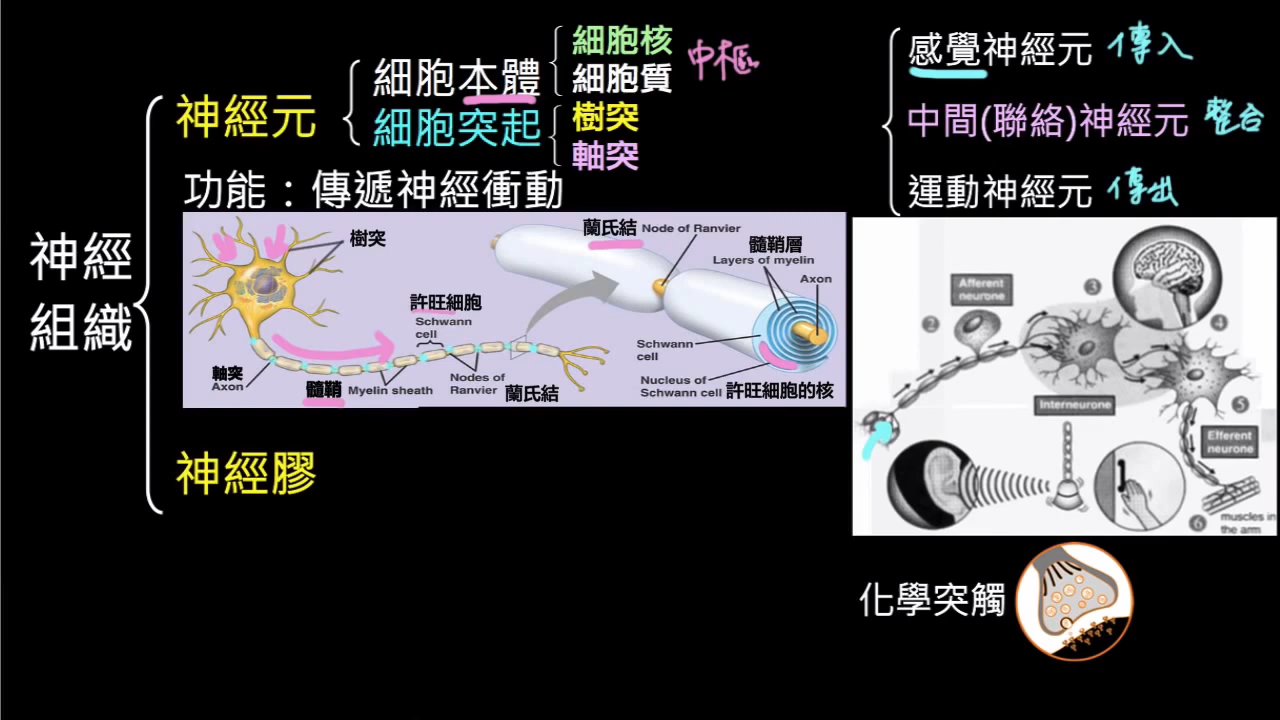 神經
組織
神經元
細胞本體
細胞核
細胞質
中樞
細胞突起
樹突
軸突
功能：傳遞神經衝動
樹突
許旺細胞
Schwann
cell
軸突
Axon
髓鞘
Myelin sheath
Nodes of
Ranvier
蘭氏結
蘭氏結
Node of Ranvier
髓鞘層
Layers of myelin
Axon
Schwann
cell
Nucleus of
Schwann cell
許旺細胞的核
神經膠
感覺神經元 傳入
中間(聯絡)神經元 整合
運動神經元 傳出
Afferent
neurone
2
3
4
Interneurone
5
Efferent
neurone
6
muscles in
the arm
化學突觸